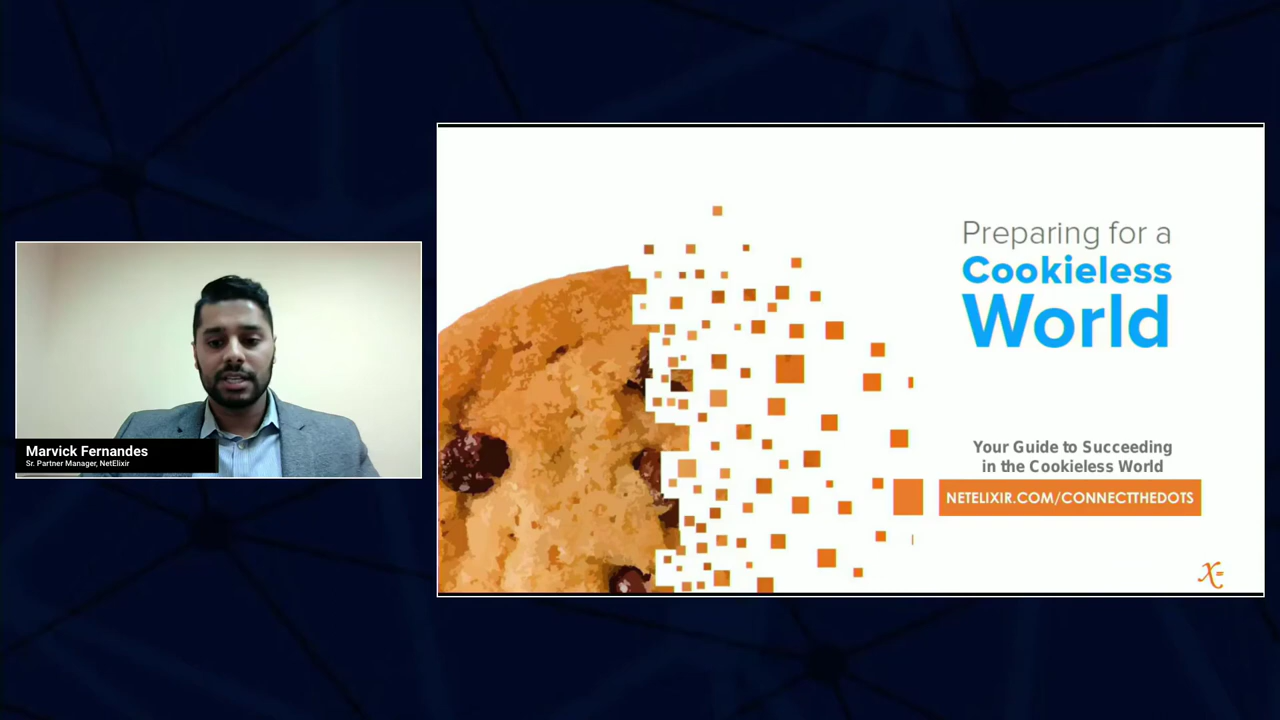 Marvick Fernandes
Sr. Partner Manager, NetElixir
Preparing for a
Cookieless
World
Your Guide to Succeeding
in the Cookieless World
NETELIXIR.COM/CONNECTTHEDOTS
X=